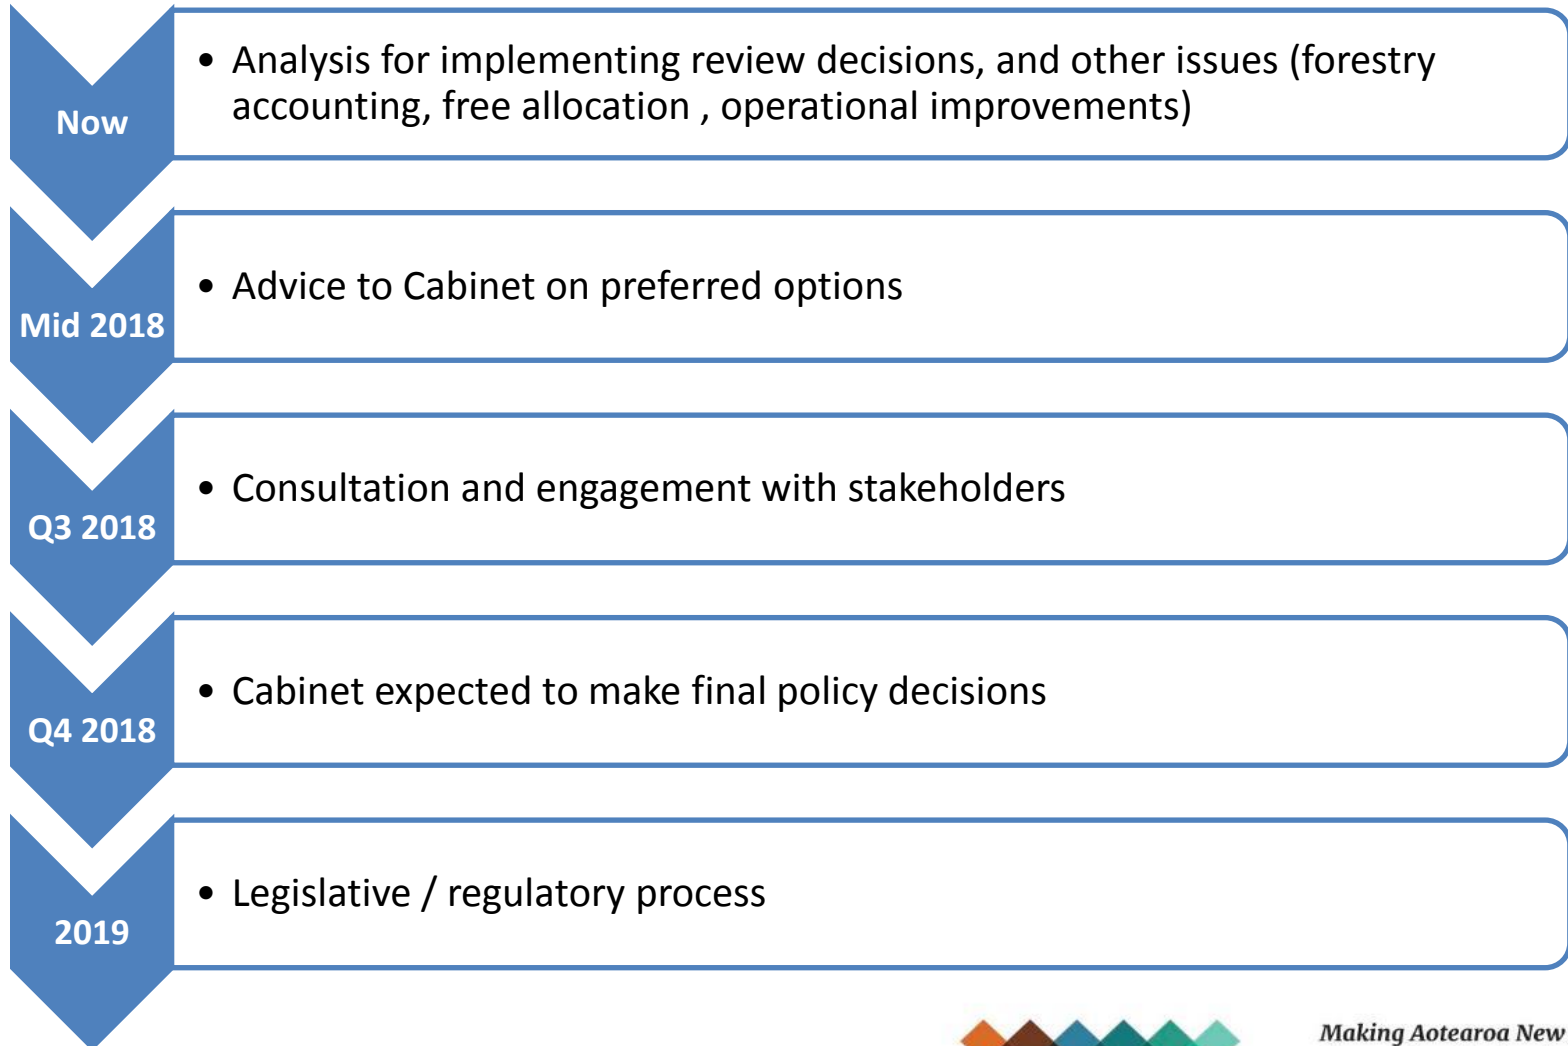 Now
• Analysis for implementing review decisions, and other issues (forestry
accounting, free allocation , operational improvements)
Mid 2018
• Advice to Cabinet on preferred options
Q3 2018
• Consultation and engagement with stakeholders
Q4 2018
• Cabinet expected to make final policy decisions
2019
• Legislative / regulatory process
Making Aotearoa New